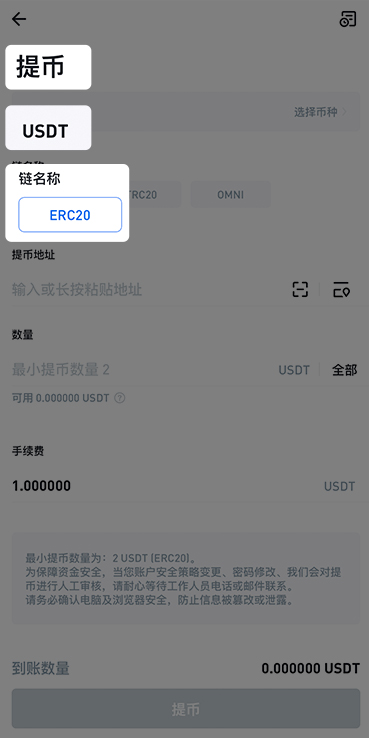 提币
选择币种
USDT
链名称
链名称
ERC20
TRC20
OMNI
提币地址
输入或长按粘贴地址
数量
最小提币数量 2 USDT 全部
可用 0.000000 USDT
手续费
1.000000 USDT
最小提币数量为：2 USDT (ERC20)。
为保障资金安全，当您账户安全策略变更、密码修改、我们会对提
币进行人工审核，请耐心等待工作人员电话或邮件联系。
请务必确认电脑及浏览器安全，防止信息被篡改或泄露。
到账数量 0.000000 USDT
提币